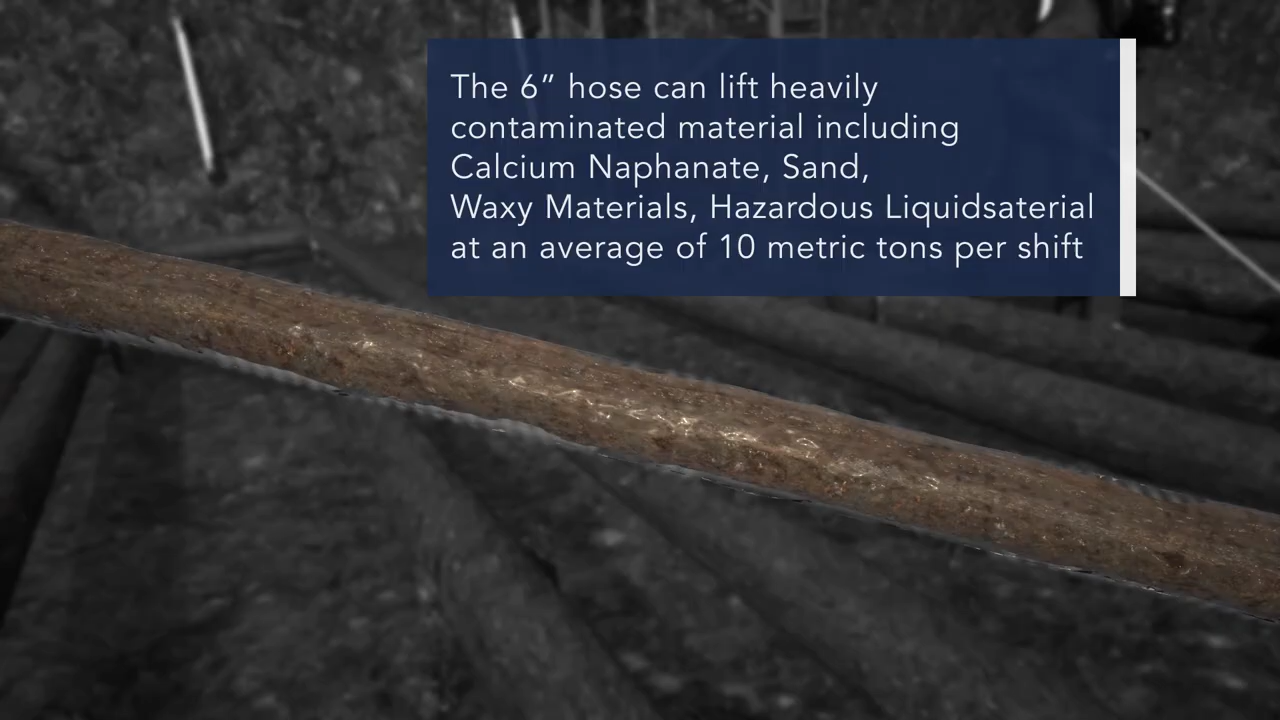 The 6” hose can lift heavily
contaminated material including
Calcium Naphanate, Sand,
Waxy Materials, Hazardous Liquidsaterial
at an average of 10 metric tons per shift